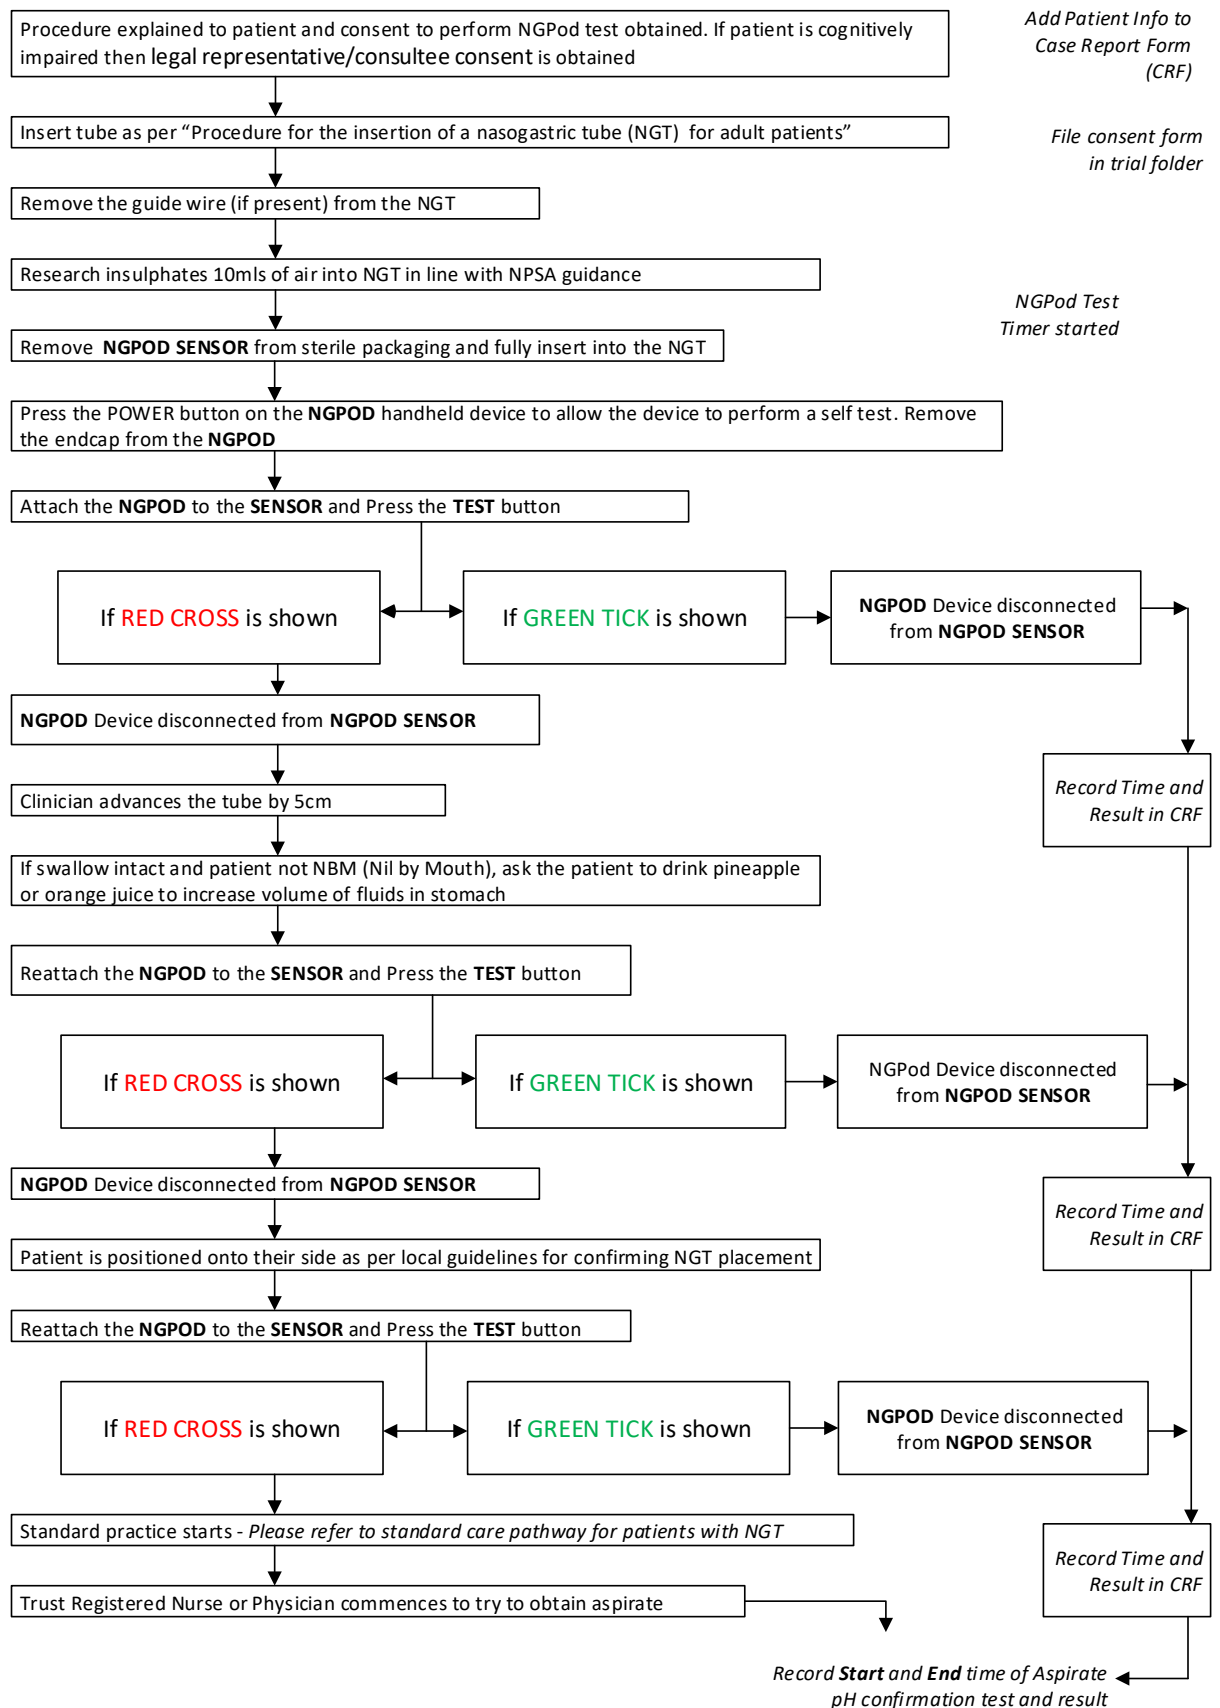 Procedure explained to patient and consent to perform NGPod test obtained. If patient is cognitively
impaired then legal representative/consultee consent is obtained
Add Patient Info to
Case Report Form
(CRF)
Insert tube as per “Procedure for the insertion of a nasogastric tube (NGT) for adult patients”
File consent form
in trial folder
Remove the guide wire (if present) from the NGT
Research insulphates 10mls of air into NGT in line with NPSA guidance
NGPod Test
Timer started
Remove NGPOD SENSOR from sterile packaging and fully insert into the NGT
Press the POWER button on the NGPOD handheld device to allow the device to perform a self test. Remove
the endcap from the NGPOD
Attach the NGPOD to the SENSOR and Press the TEST button
If RED CROSS is shown
If GREEN TICK is shown
NGPOD Device disconnected
from NGPOD SENSOR
NGPOD Device disconnected from NGPOD SENSOR
Record Time and
Result in CRF
Clinician advances the tube by 5cm
If swallow intact and patient not NBM (Nil by Mouth), ask the patient to drink pineapple
or orange juice to increase volume of fluids in stomach
Reattach the NGPOD to the SENSOR and Press the TEST button
If RED CROSS is shown
If GREEN TICK is shown
NGPod Device disconnected
from NGPOD SENSOR
NGPOD Device disconnected from NGPOD SENSOR
Record Time and
Result in CRF
Patient is positioned onto their side as per local guidelines for confirming NGT placement
Reattach the NGPOD to the SENSOR and Press the TEST button
If RED CROSS is shown
If GREEN TICK is shown
NGPOD Device disconnected
from NGPOD SENSOR
Standard practice starts - Please refer to standard care pathway for patients with NGT
Record Time and
Result in CRF
Trust Registered Nurse or Physician commences to try to obtain aspirate
Record Start and End time of Aspirate
pH confirmation test and result